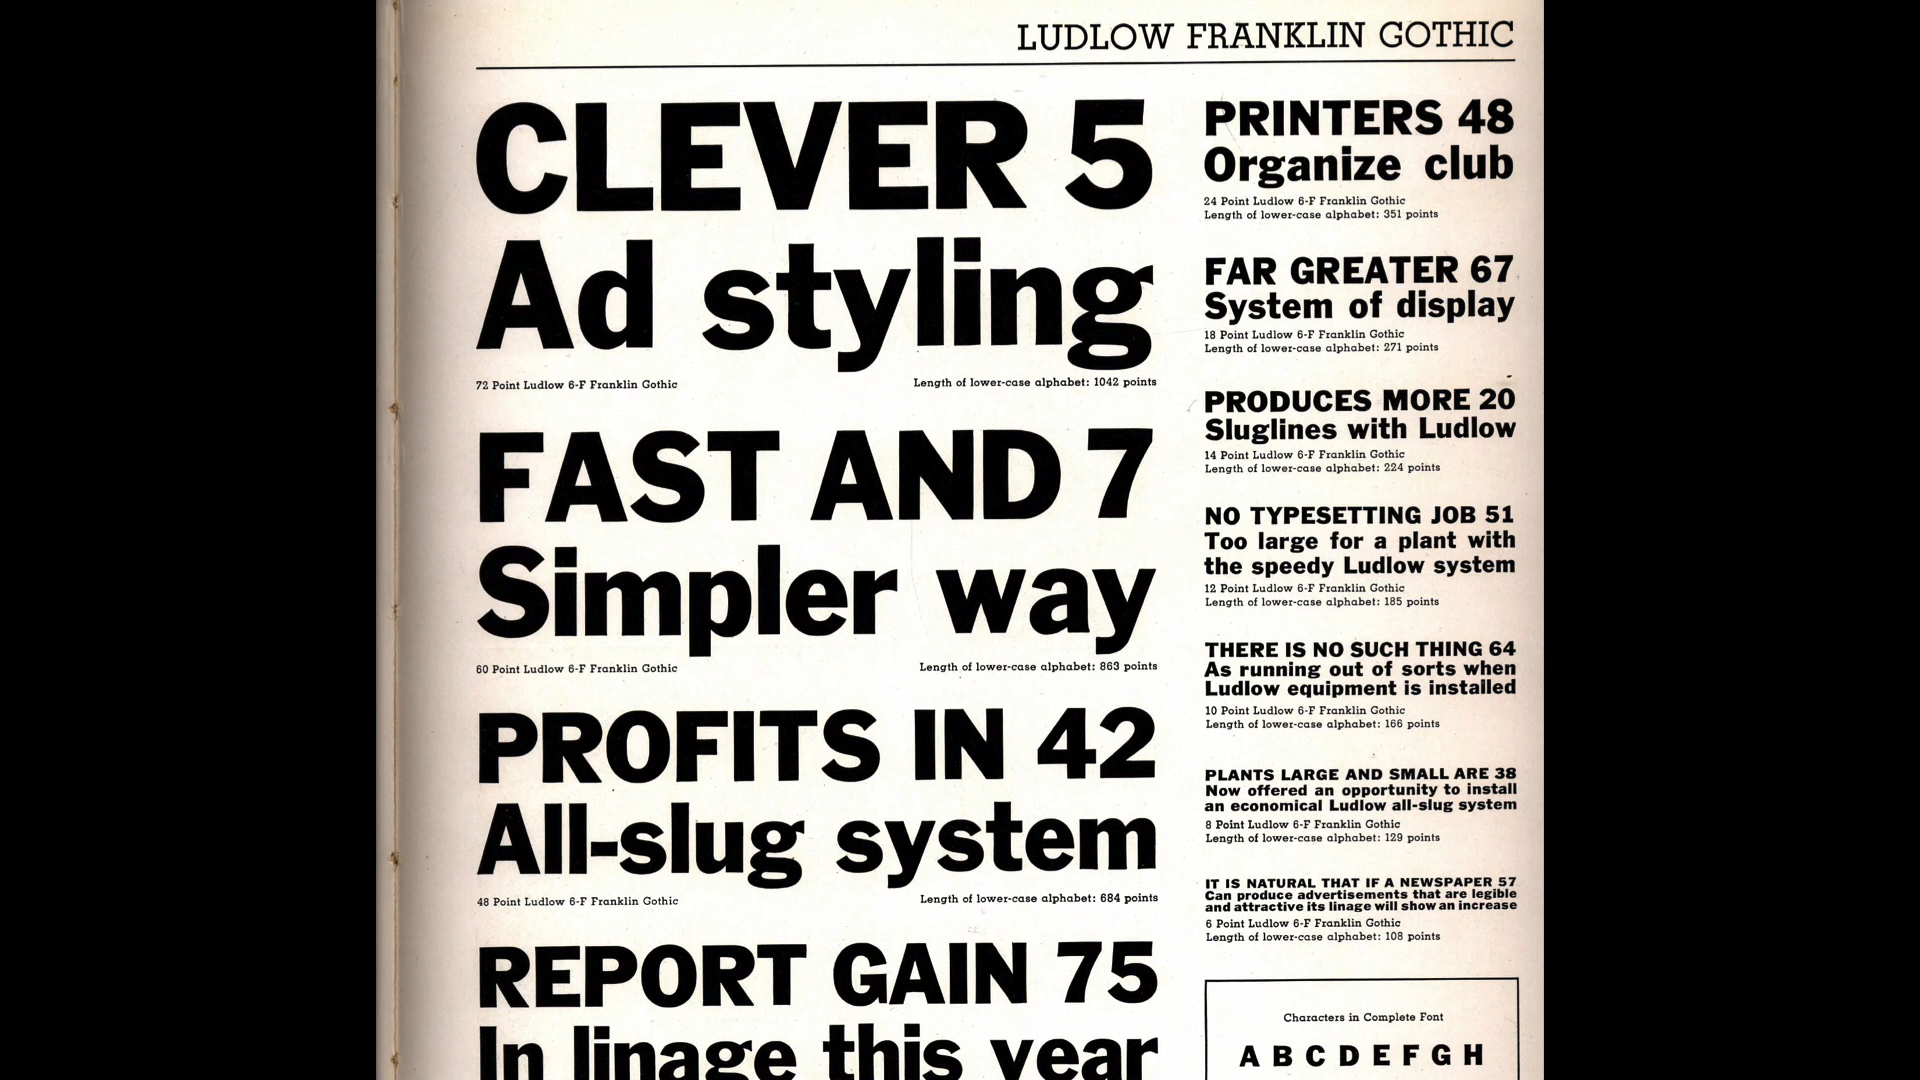 LUDLOW FRANKLIN GOTHIC
CLEVER 5
Ad styling
72 Point Ludlow 6-F Franklin Gothic
Length of lower-case alphabet: 1042 points
FAST AND 7
Simpler way
60 Point Ludlow 6-F Franklin Gothic
Length of lower-case alphabet: 863 points
PROFITS IN 42
All-slug system
48 Point Ludlow 6-F Franklin Gothic
Length of lower-case alphabet: 684 points
REPORT GAIN 75
In linage this year
PRINTERS 48
Organize club
24 Point Ludlow 6-F Franklin Gothic
Length of lower-case alphabet: 351 points
FAR GREATER 67
System of display
18 Point Ludlow 6-F Franklin Gothic
Length of lower-case alphabet: 271 points
PRODUCES MORE 20
Sluglines with Ludlow
14 Point Ludlow 6-F Franklin Gothic
Length of lower-case alphabet: 224 points
NO TYPESETTING JOB 51
Too large for a plant with
the speedy Ludlow system
12 Point Ludlow 6-F Franklin Gothic
Length of lower-case alphabet: 185 points
THERE IS NO SUCH THING 64
As running out of sorts when
Ludlow equipment is installed
10 Point Ludlow 6-F Franklin Gothic
Length of lower-case alphabet: 166 points
PLANTS LARGE AND SMALL ARE 38
Now offered an opportunity to install
an economical Ludlow all-slug system
8 Point Ludlow 6-F Franklin Gothic
Length of lower-case alphabet: 129 points
IT IS NATURAL THAT IF A NEWSPAPER 57
Can produce advertisements that are legible
and attractive its linage will show an increase
6 Point Ludlow 6-F Franklin Gothic
Length of lower-case alphabet: 108 points
Characters in Complete Font
A B C D E F G H